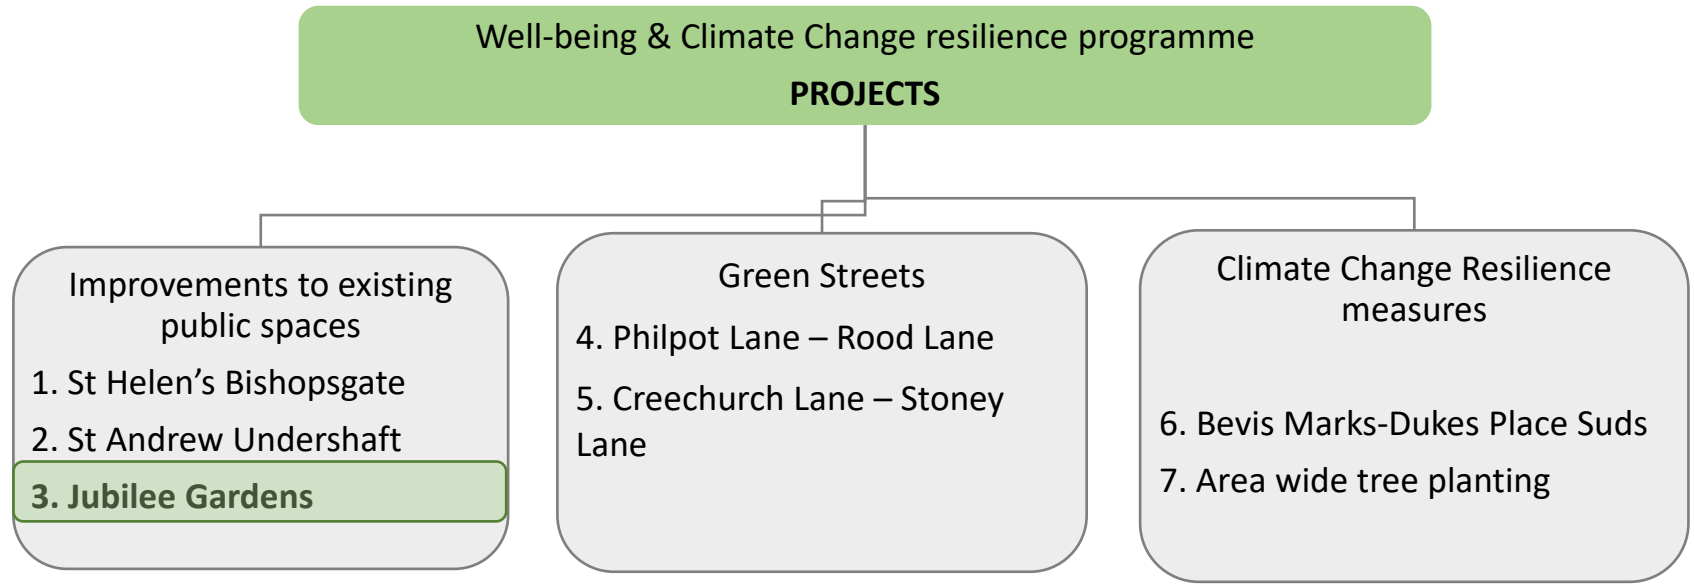 Well-being & Climate Change resilience programme
PROJECTS
Improvements to existing
public spaces
1. St Helen’s Bishopsgate
2. St Andrew Undershaft
3. Jubilee Gardens
Green Streets
4. Philpot Lane – Rood Lane
5. Creechurch Lane – Stoney
Lane
Climate Change Resilience
measures
6. Bevis Marks-Dukes Place Suds
7. Area wide tree planting